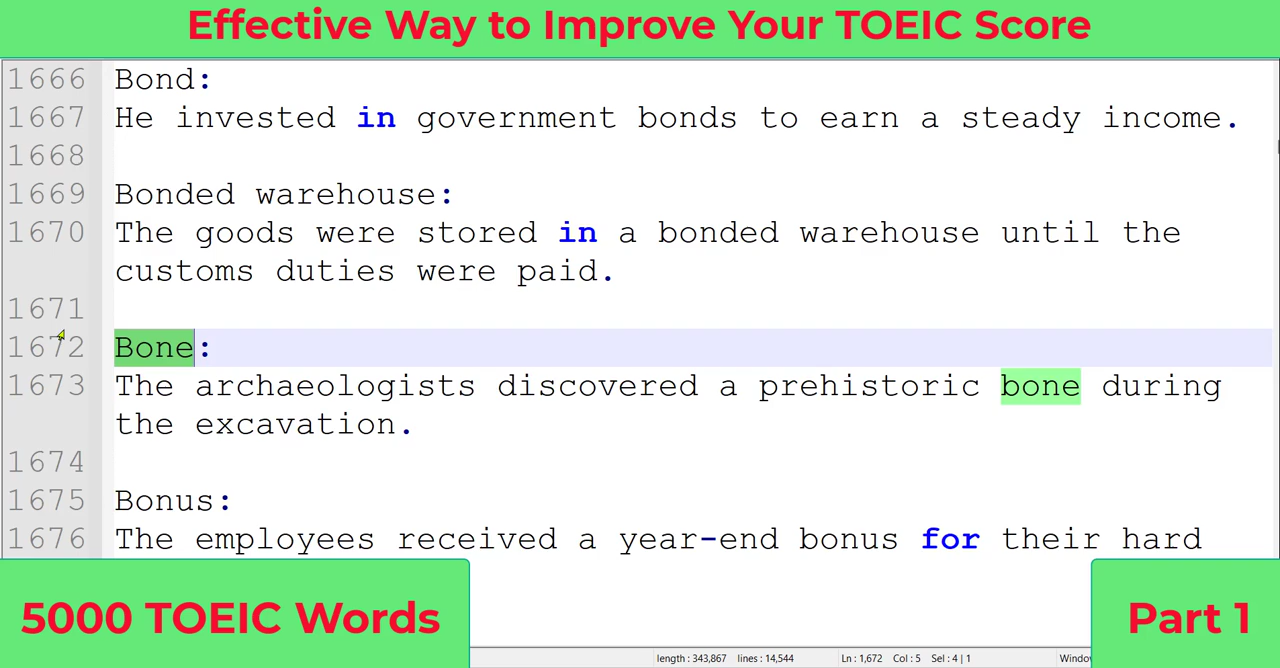 Effective Way to Improve Your TOEIC Score
1666 Bond:
1667 He invested in government bonds to earn a steady income.
1668
1669 Bonded warehouse:
1670 The goods were stored in a bonded warehouse until the
customs duties were paid.
1671
1672 Bone:
1673 The archaeologists discovered a prehistoric bone during
the excavation.
1674
1675 Bonus:
1676 The employees received a year-end bonus for their hard
5000 TOEIC Words
Part 1
length : 343,867 lines : 14,544 Ln : 1,672 Col : 5 Sel : 4 | 1 Window